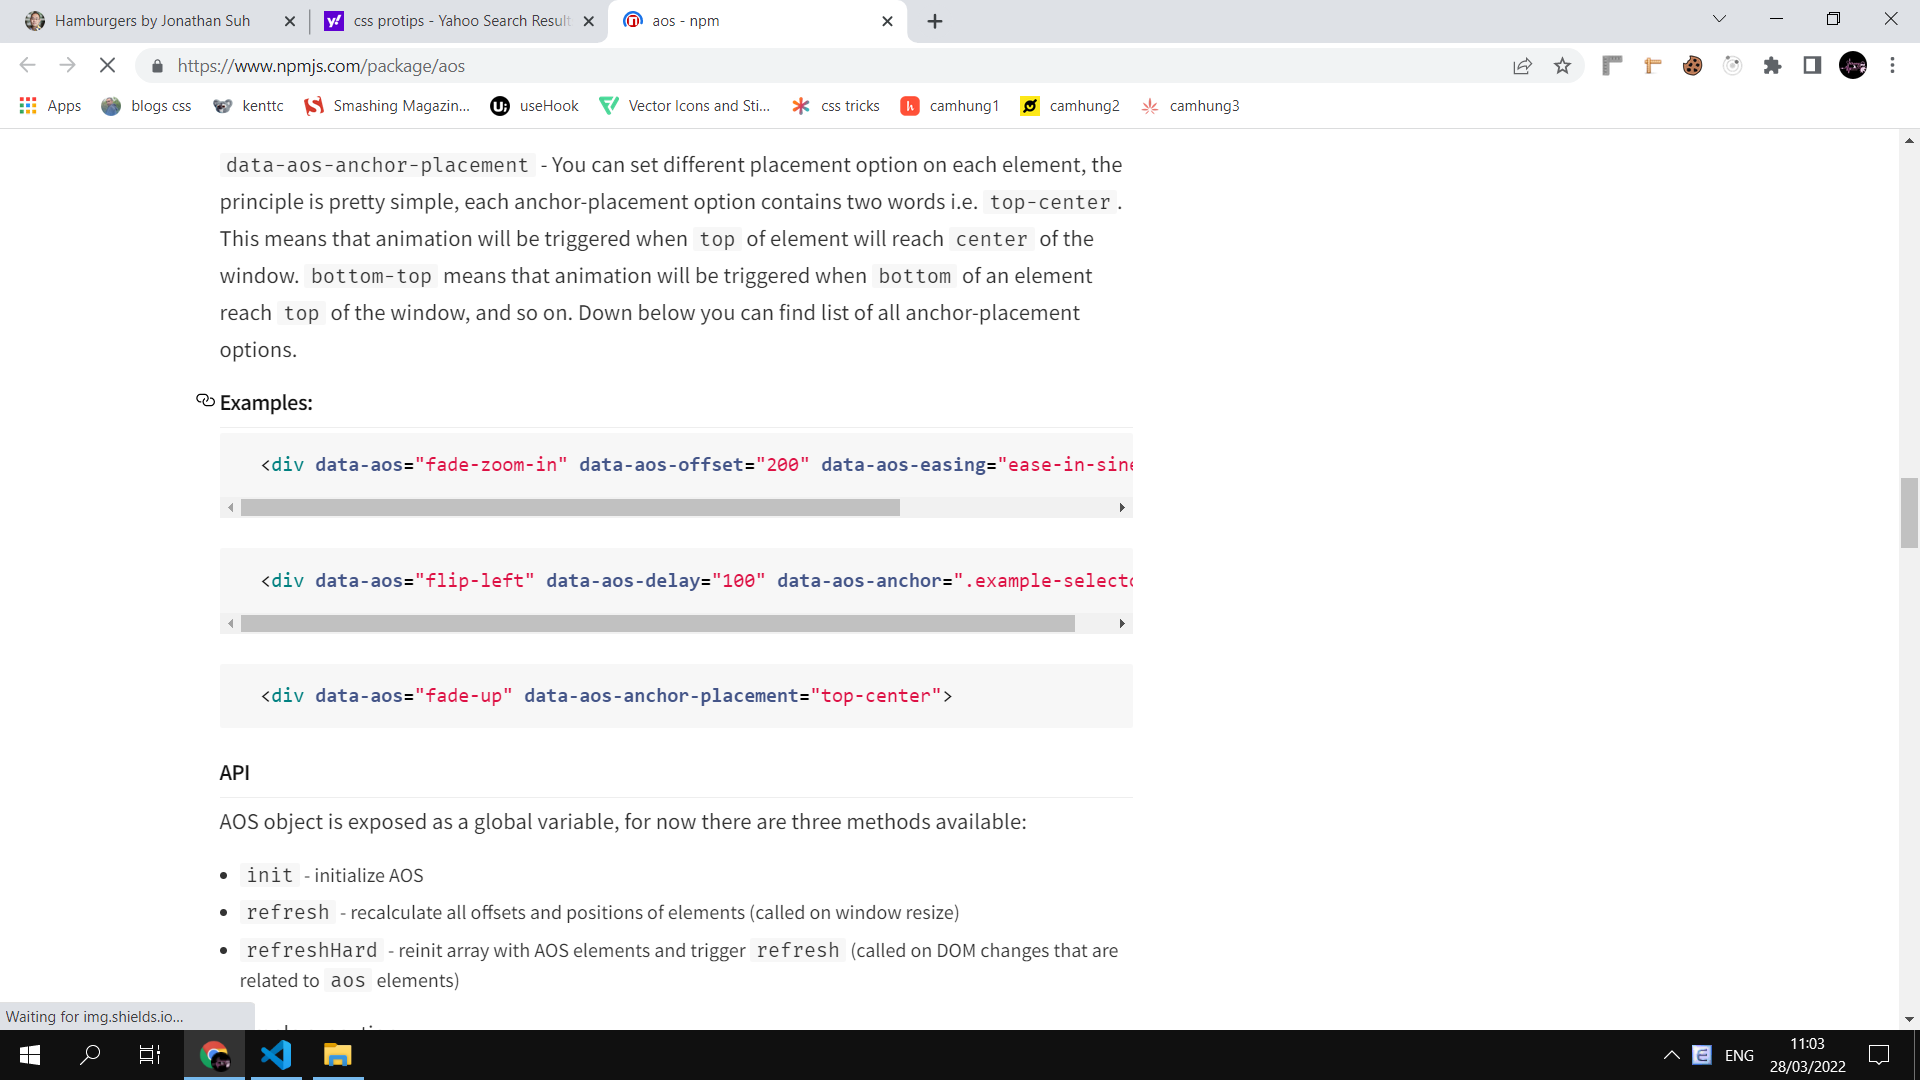 Hamburgers by Jonathan Suh
css protips - Yahoo Search Result
aos - npm
https://www.npmjs.com/package/aos
Apps
blogs css
kenttc
Smashing Magazin...
useHook
Vector Icons and Sti...
css tricks
camhung1
camhung2
camhung3
data-aos-anchor-placement - You can set different placement option on each element, the
principle is pretty simple, each anchor-placement option contains two words i.e. top-center.
This means that animation will be triggered when top of element will reach center of the
window. bottom-top means that animation will be triggered when bottom of an element
reach top of the window, and so on. Down below you can find list of all anchor-placement
options.
Examples:
<div data-aos="fade-zoom-in" data-aos-offset="200" data-aos-easing="ease-in-sine
<div data-aos="flip-left" data-aos-delay="100" data-aos-anchor=".example-selecto
<div data-aos="fade-up" data-aos-anchor-placement="top-center">
API
AOS object is exposed as a global variable, for now there are three methods available:
• init - initialize AOS
• refresh - recalculate all offsets and positions of elements (called on window resize)
• refreshHard - reinit array with AOS elements and trigger refresh (called on DOM changes that are
related to aos elements)
Waiting for img.shields.io...
ENG
11:03
28/03/2022